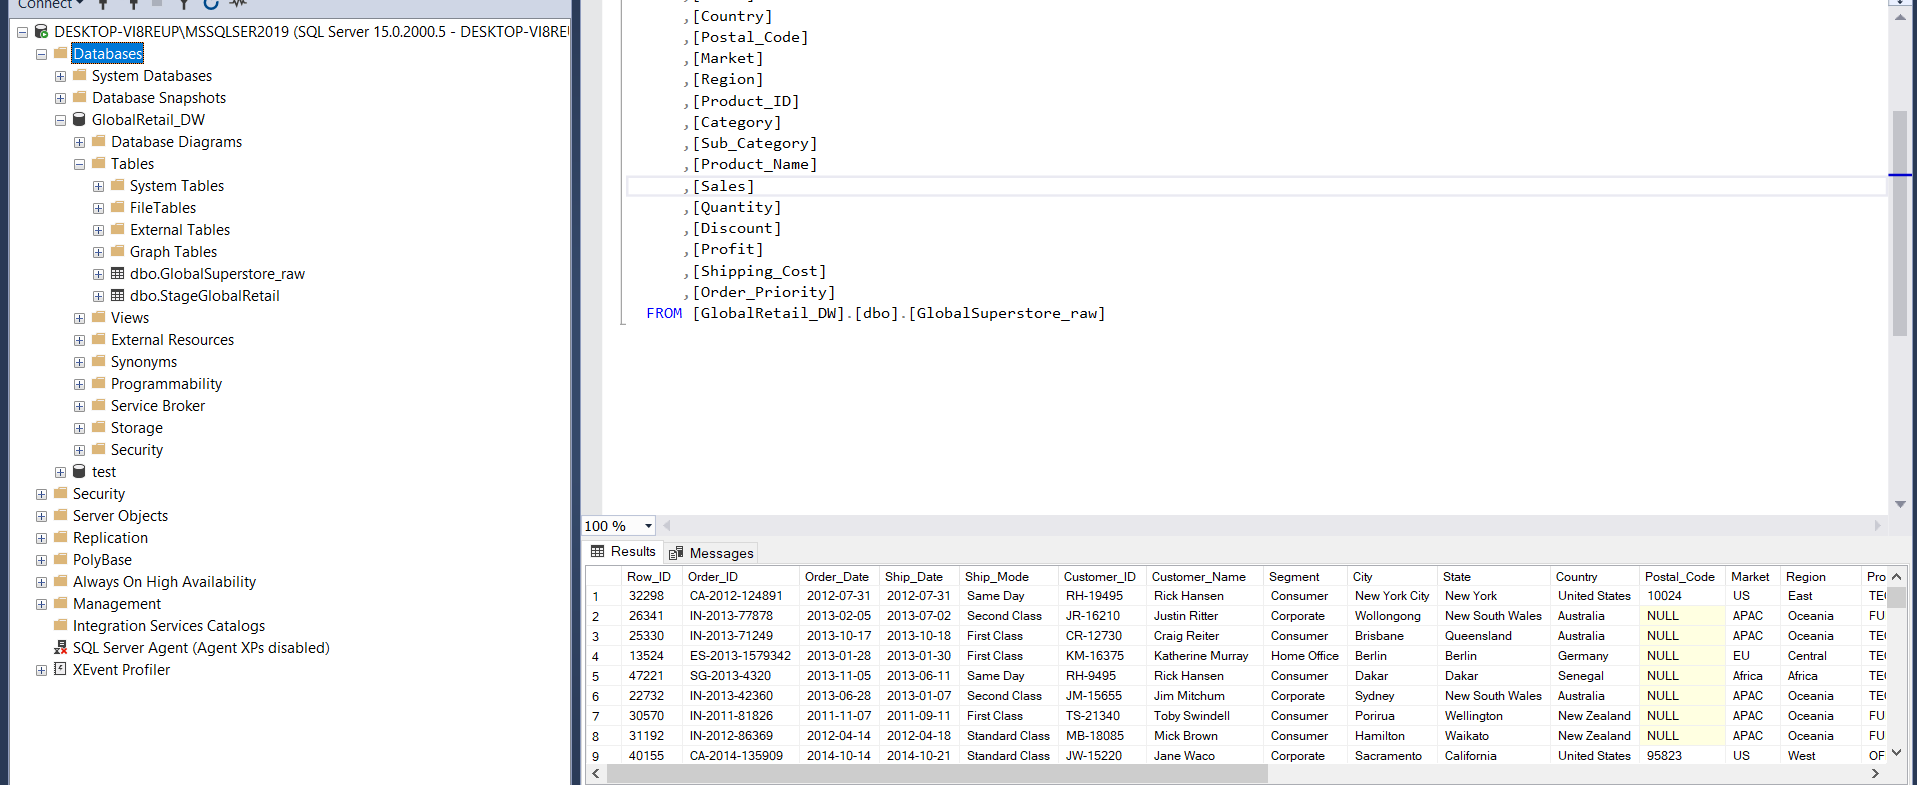 Connect
DESKTOP-VI8REUP\MSSQLSER2019 (SQL Server 15.0.2000.5 - DESKTOP-VI8REU
Databases
System Databases
Database Snapshots
GlobalRetail_DW
Database Diagrams
Tables
System Tables
FileTables
External Tables
Graph Tables
dbo.GlobalSuperstore_raw
dbo.StageGlobalRetail
Views
External Resources
Synonyms
Programmability
Service Broker
Storage
Security
test
Security
Server Objects
Replication
PolyBase
Always On High Availability
Management
Integration Services Catalogs
SQL Server Agent (Agent XPs disabled)
XEvent Profiler
,[Country]
,[Postal_Code]
,[Market]
,[Region]
,[Product_ID]
,[Category]
,[Sub_Category]
,[Product_Name]
,[Sales]
,[Quantity]
,[Discount]
,[Profit]
,[Shipping_Cost]
,[Order_Priority]
FROM [GlobalRetail_DW].[dbo].[GlobalSuperstore_raw]
100 %
Results Messages
Row_ID Order_ID Order_Date Ship_Date Ship_Mode Customer_ID Customer_Name Segment City State Country Postal_Code Market Region Pro
1 32298 CA-2012-124891 2012-07-31 2012-07-31 Same Day RH-19495 Rick Hansen Consumer New York City New York United States 10024 US East TE
2 26341 IN-2013-77878 2013-02-05 2013-07-02 Second Class JR-16210 Justin Ritter Corporate Wollongong New South Wales Australia NULL APAC Oceania FU
3 25330 IN-2013-71249 2013-10-17 2013-10-18 First Class CR-12730 Craig Reiter Consumer Brisbane Queensland Australia NULL APAC Oceania TE
4 13524 ES-2013-1579342 2013-01-28 2013-01-30 First Class KM-16375 Katherine Murray Home Office Berlin Berlin Germany NULL EU Central TE
5 47221 SG-2013-4320 2013-11-05 2013-06-11 Same Day RH-9495 Rick Hansen Consumer Dakar Dakar Senegal NULL Africa Africa TE
6 22732 IN-2013-42360 2013-06-28 2013-01-07 Second Class JM-15655 Jim Mitchum Corporate Sydney New South Wales Australia NULL APAC Oceania TE
7 30570 IN-2011-81826 2011-11-07 2011-09-11 First Class TS-21340 Toby Swindell Consumer Porirua Wellington New Zealand NULL APAC Oceania FU
8 31192 IN-2012-86369 2012-04-14 2012-04-18 Standard Class MB-18085 Mick Brown Consumer Hamilton Waikato New Zealand NULL APAC Oceania FU
9 40155 CA-2014-135909 2014-10-14 2014-10-21 Standard Class JW-15220 Jane Waco Corporate Sacramento California United States 95823 US West OF